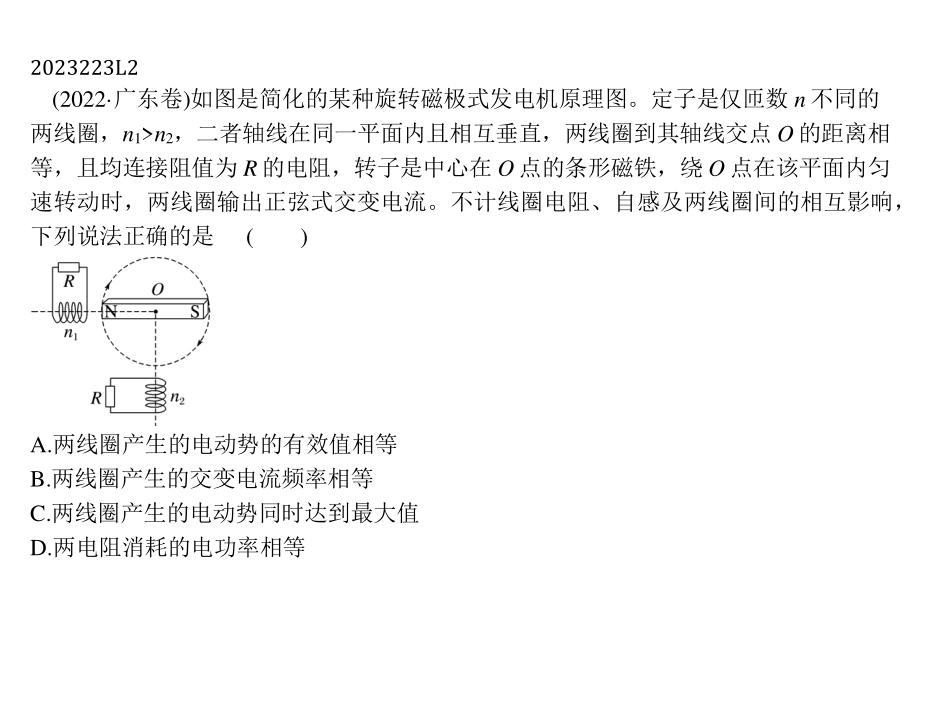 2023223L2
(2022·广东卷)如图是简化的某种旋转磁极式发电机原理图。定子是仅匝数 n 不同的
两线圈，n₁>n₂，二者轴线在同一平面内且相互垂直，两线圈到其轴线交点 O 的距离相
等，且均连接阻值为 R 的电阻，转子是中心在 O 点的条形磁铁，绕 O 点在该平面内匀
速转动时，两线圈输出正弦式交变电流。不计线圈电阻、自感及两线圈间的相互影响，
下列说法正确的是 ( )
R
O
N
S
n₁
R
n₂
A.两线圈产生的电动势的有效值相等
B.两线圈产生的交变电流频率相等
C.两线圈产生的电动势同时达到最大值
D.两电阻消耗的电功率相等